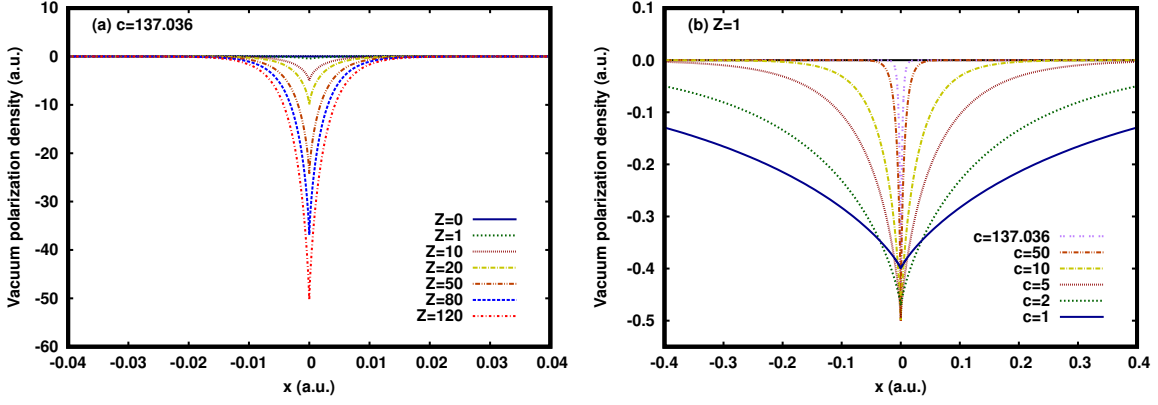 (a) c=137.036
Vacuum polarization density (a.u.)
10
0
-10
-20
-30
-40
-50
-60
Z=0
Z=1
Z=10
Z=20
Z=50
Z=80
Z=120
-0.04 -0.03 -0.02 -0.01 0 0.01 0.02 0.03 0.04
x (a.u.)
(b) Z=1
Vacuum polarization density (a.u.)
0.1
0.0
-0.1
-0.2
-0.3
-0.4
-0.5
c=137.036
c=50
c=10
c=5
c=2
c=1
-0.4 -0.3 -0.2 -0.1 0 0.1 0.2 0.3 0.4
x (a.u.)